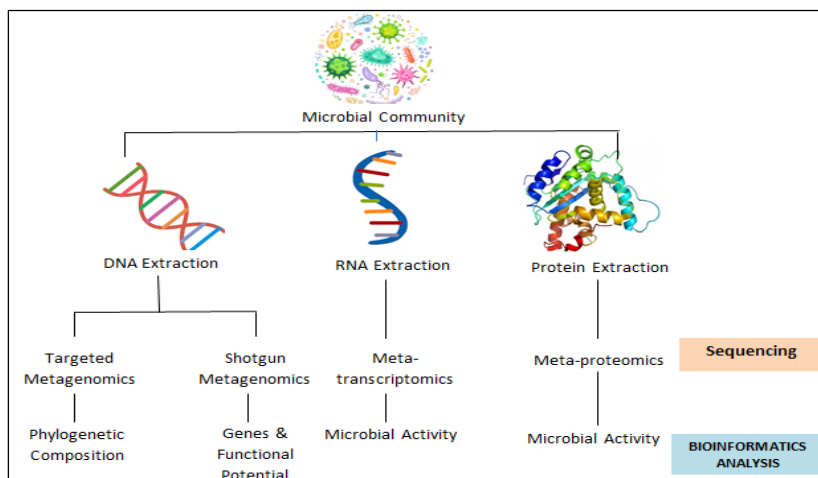 Microbial Community
DNA Extraction
RNA Extraction
Protein Extraction
Targeted
Metagenomics
Shotgun
Metagenomics
Meta-
transcriptomics
Meta-proteomics
Sequencing
Phylogenetic
Composition
Genes &
Functional
Potential
Microbial Activity
Microbial Activity
BIOINFORMATICS
ANALYSIS